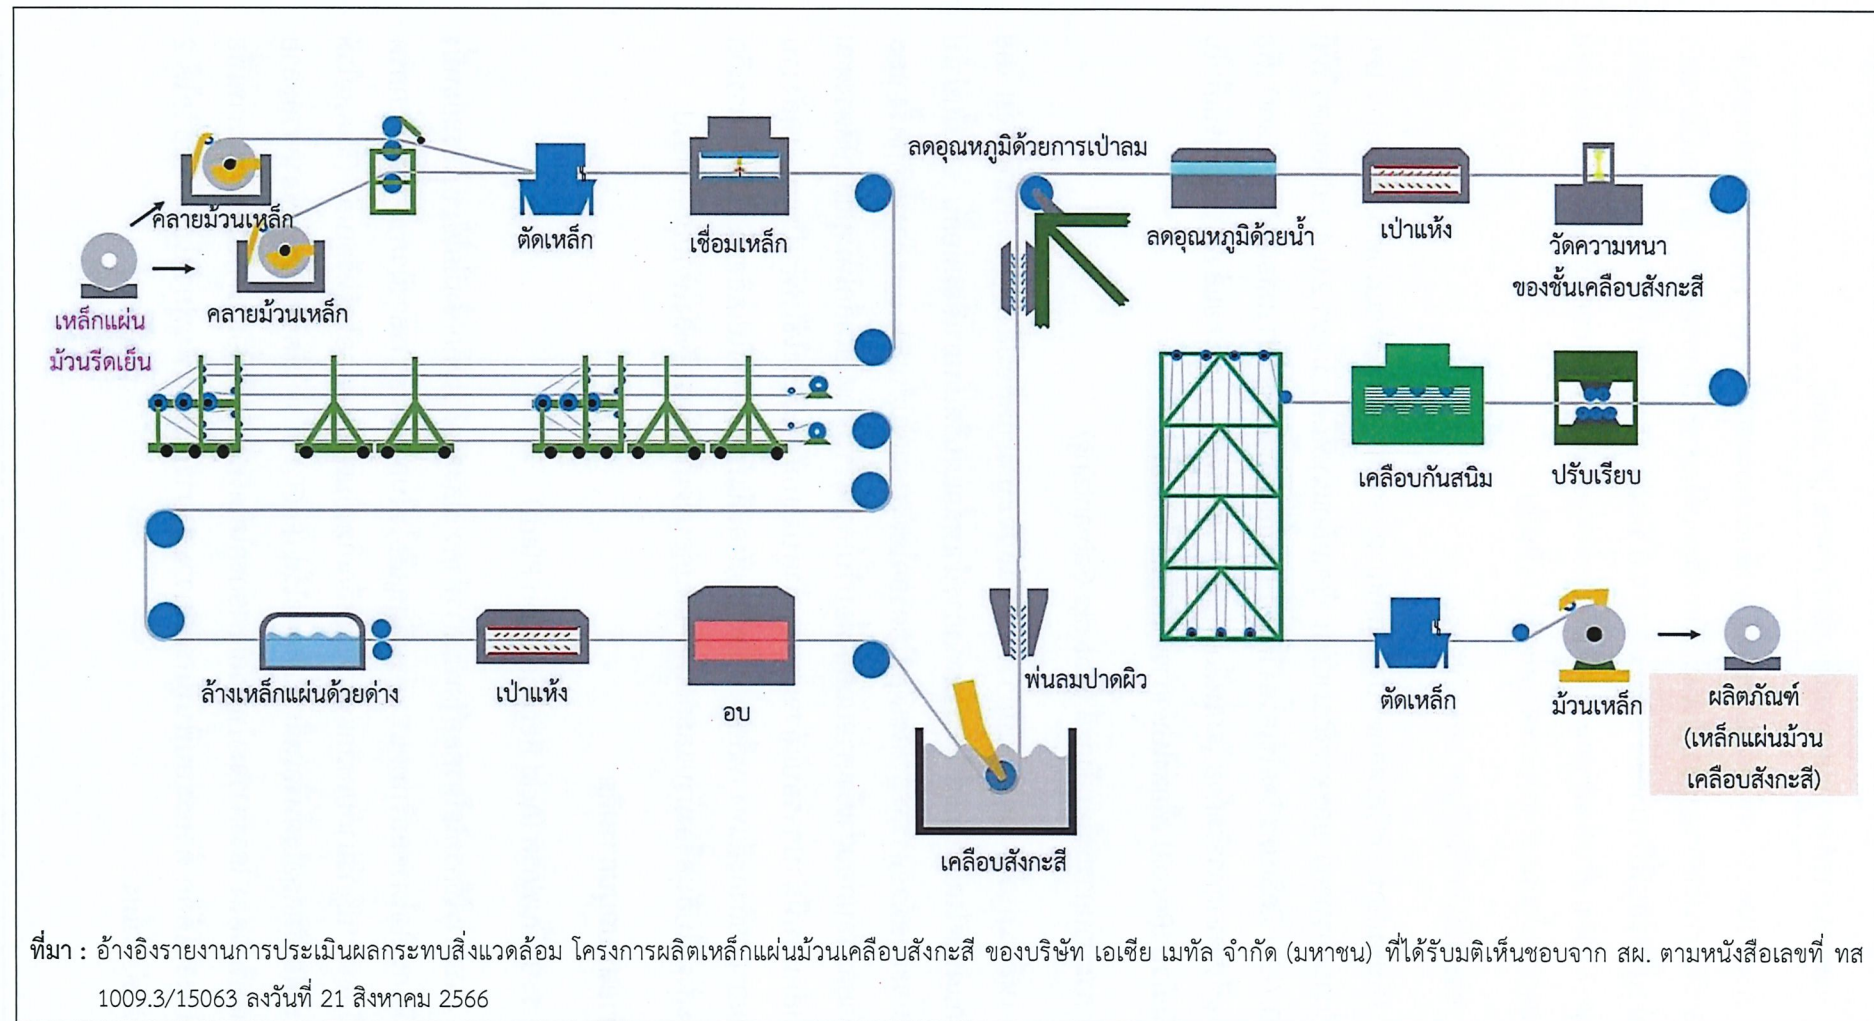 คลายม้วนเหล็ก
คลายม้วนเหล็ก
เหล็กแผ่น
ม้วนรีดเย็น
ตัดเหล็ก
เชื่อมเหล็ก
ล้างเหล็กแผ่นด้วยด่าง
เป่าแห้ง
อบ
เคลือบสังกะสี
พ่นลมปาดผิว
ลดอุณหภูมิด้วยการเป่าลม
ลดอุณหภูมิด้วยน้ำ
เป่าแห้ง
วัดความหนา
ของชั้นเคลือบสังกะสี
ปรับเรียบ
เคลือบกันสนิม
ตัดเหล็ก
ม้วนเหล็ก
ผลิตภัณฑ์
(เหล็กแผ่นม้วน
เคลือบสังกะสี)
ที่มา : อ้างอิงรายงานการประเมินผลกระทบสิ่งแวดล้อม โครงการผลิตเหล็กแผ่นม้วนเคลือบสังกะสี ของบริษัท เอเชีย เมทัล จำกัด (มหาชน) ที่ได้รับมติเห็นชอบจาก สผ. ตามหนังสือเลขที่ ทส
1009.3/15063 ลงวันที่ 21 สิงหาคม 2566